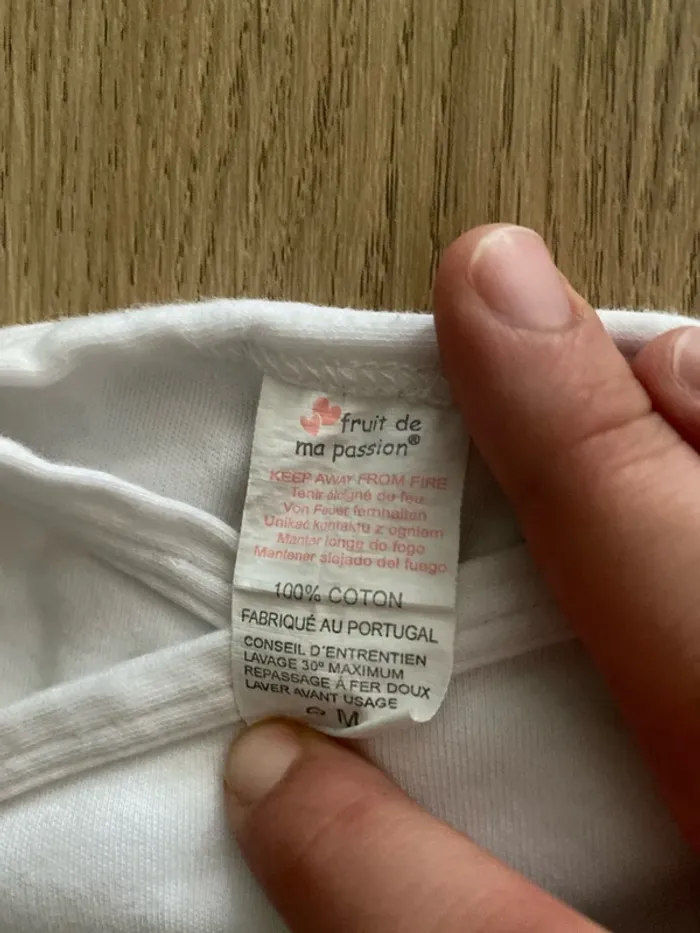 fruit de
ma passion®
KEEP AWAY FROM FIRE
Tenir éloigné du feu
Von Feuer fernhalten
Unikać kontaktu z ogniem
Manter longe do fogo
Mantener alejado del fuego
100% COTON
FABRIQUÉ AU PORTUGAL
CONSEIL D'ENTRETIEN
LAVAGE 30º MAXIMUM
REPASSAGE À FER DOUX
LAVER AVANT USAGE
M